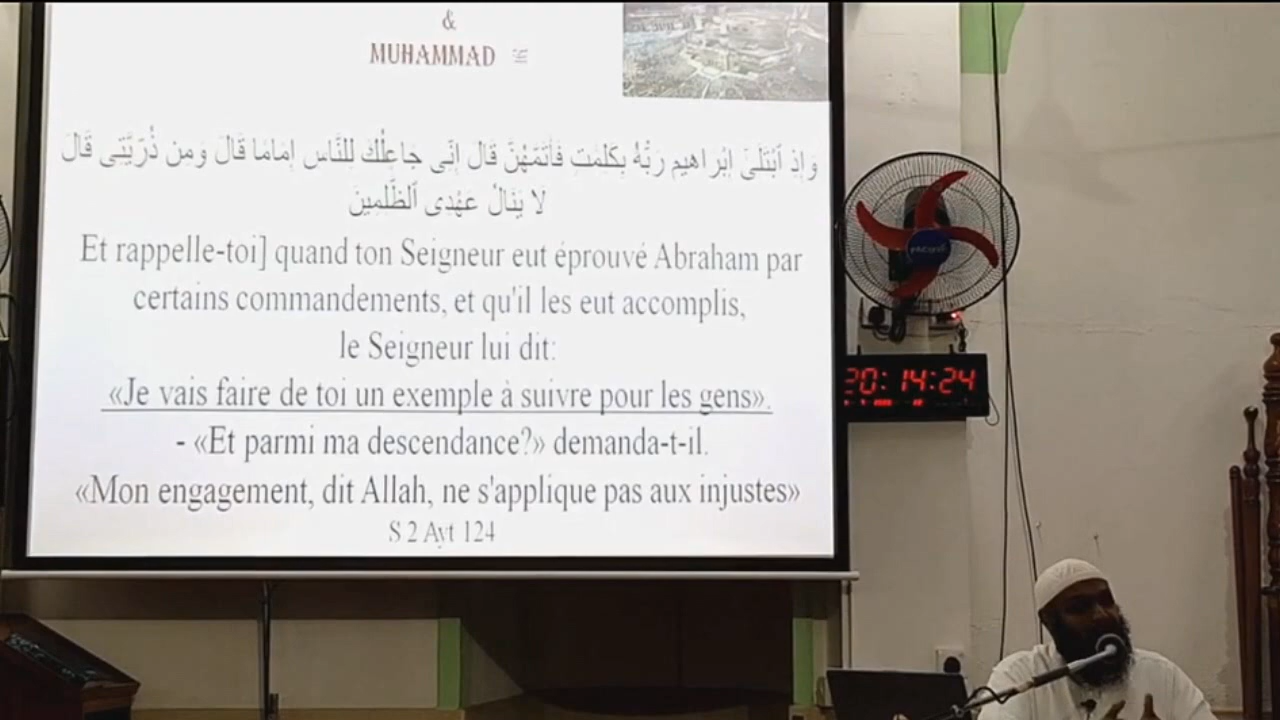 &
MUHAMMAD ﷺ
وَإِذِ ٱبْتَلَىٰٓ إِبْرَاهِيم رَبُّهُ بِكَلِمَٰتٍ فَأَتَمَّهُنَّ قَالَ إِنِّى جَاعِلُكَ لِلنَّاسِ إِمَامًا قَالَ وَمِن ذُرِّيَّتِى قَالَ
لَا يَنَالُ عَهْدِى ٱلظَّٰلِمِينَ
Et rappelle-toi] quand ton Seigneur eut éprouvé Abraham par
certains commandements, et qu'il les eut accomplis,
le Seigneur lui dit:
«Je vais faire de toi un exemple à suivre pour les gens».
- «Et parmi ma descendance?» demanda-t-il.
«Mon engagement, dit Allah, ne s'applique pas aux injustes»
S 2 Ayt 124
20:14:24